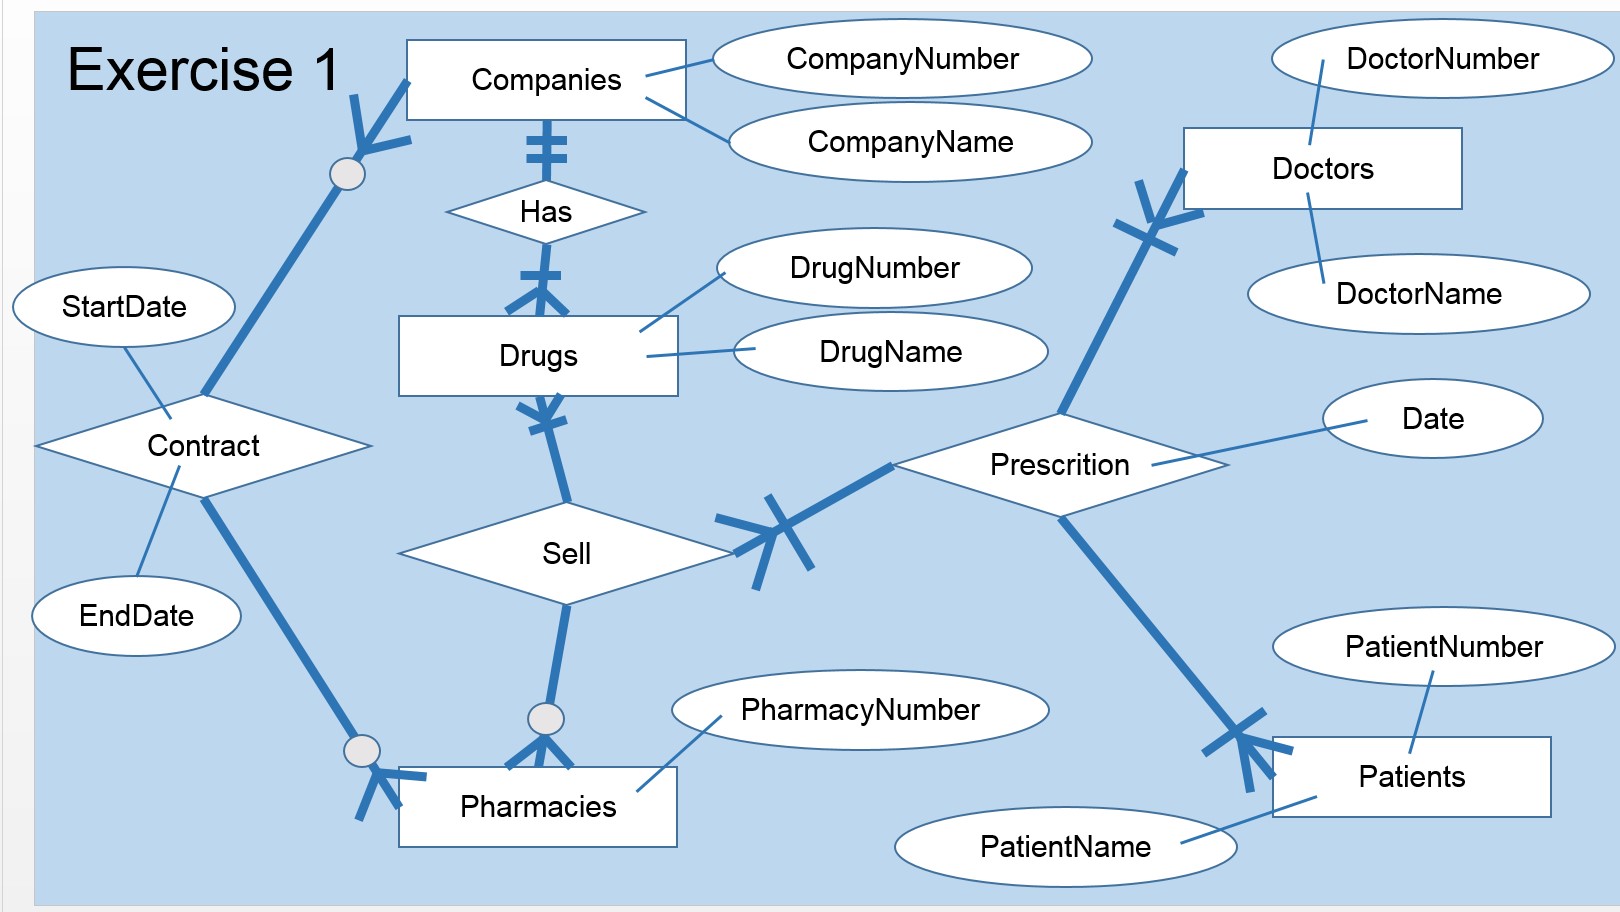 Exercise 1
Companies
CompanyNumber
CompanyName
DoctorNumber
Doctors
DoctorName
Has
DrugNumber
DrugName
Drugs
StartDate
Contract
EndDate
Prescrition
Date
Sell
PharmacyNumber
Pharmacies
PatientNumber
Patients
PatientName